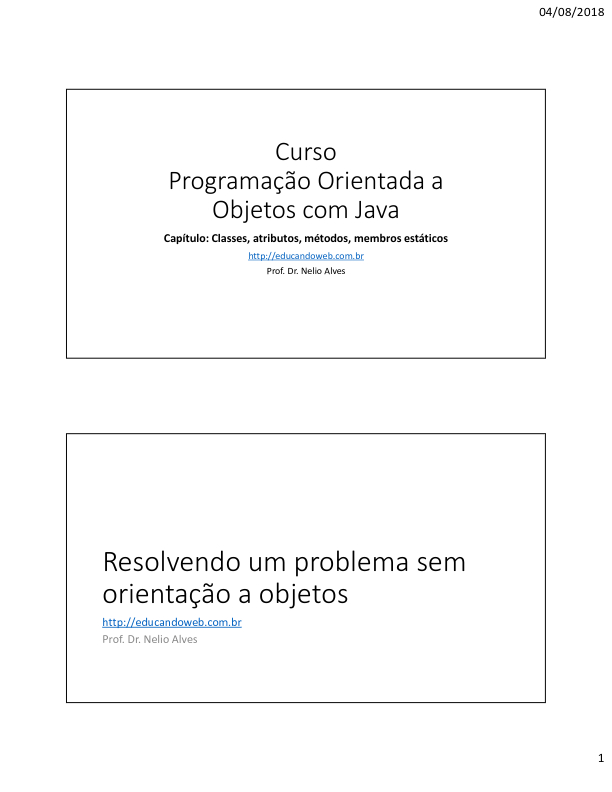 04/08/2018
Curso
Programação Orientada a
Objetos com Java
Capítulo: Classes, atributos, métodos, membros estáticos
http://educandoweb.com.br
Prof. Dr. Nelio Alves
Resolvendo um problema sem
orientação a objetos
http://educandoweb.com.br
Prof. Dr. Nelio Alves
1